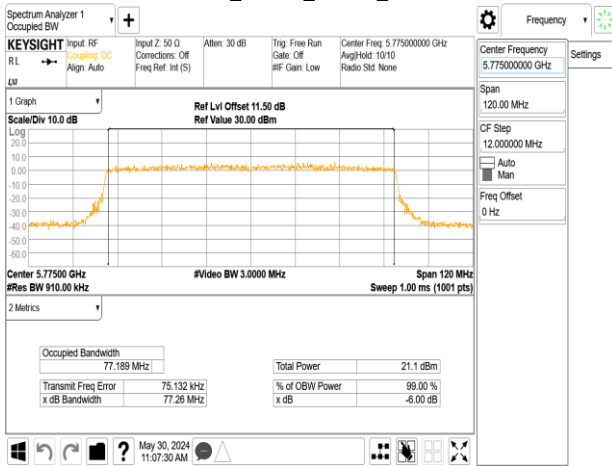 Spectrum Analyzer 1
Occupied BW
KEYSIGHT
RL
Input: RF
Coupling: DC
Align: Auto
Input Z: 50 Ω
Corrections: Off
Freq Ref: Int (S)
Atten: 30 dB
Trig: Free Run
Gate: Off
#IF Gain: Low
Center Freq: 5.775000000 GHz
Avg|Hold: 10/10
Radio Std: None
Frequency
Settings
Center Frequency
5.775000000 GHz
Span
120.00 MHz
CF Step
12.000000 MHz
Auto
Man
Freq Offset
0 Hz
1 Graph
Scale/Div 10.0 dB
Ref Lvl Offset 11.50 dB
Ref Value 30.00 dBm
Log
20.0
10.0
0.00
-10.0
-20.0
-30.0
-40.0
-50.0
-60.0
Center 5.77500 GHz
#Res BW 910.00 kHz
#Video BW 3.0000 MHz
Span 120 MHz
Sweep 1.00 ms (1001 pts)
2 Metrics
Occupied Bandwidth
77.189 MHz
Transmit Freq Error 75.132 kHz
x dB Bandwidth 77.26 MHz
Total Power 21.1 dBm
% of OBW Power 99.00 %
x dB -6.00 dB
May 30, 2024
11:07:30 AM